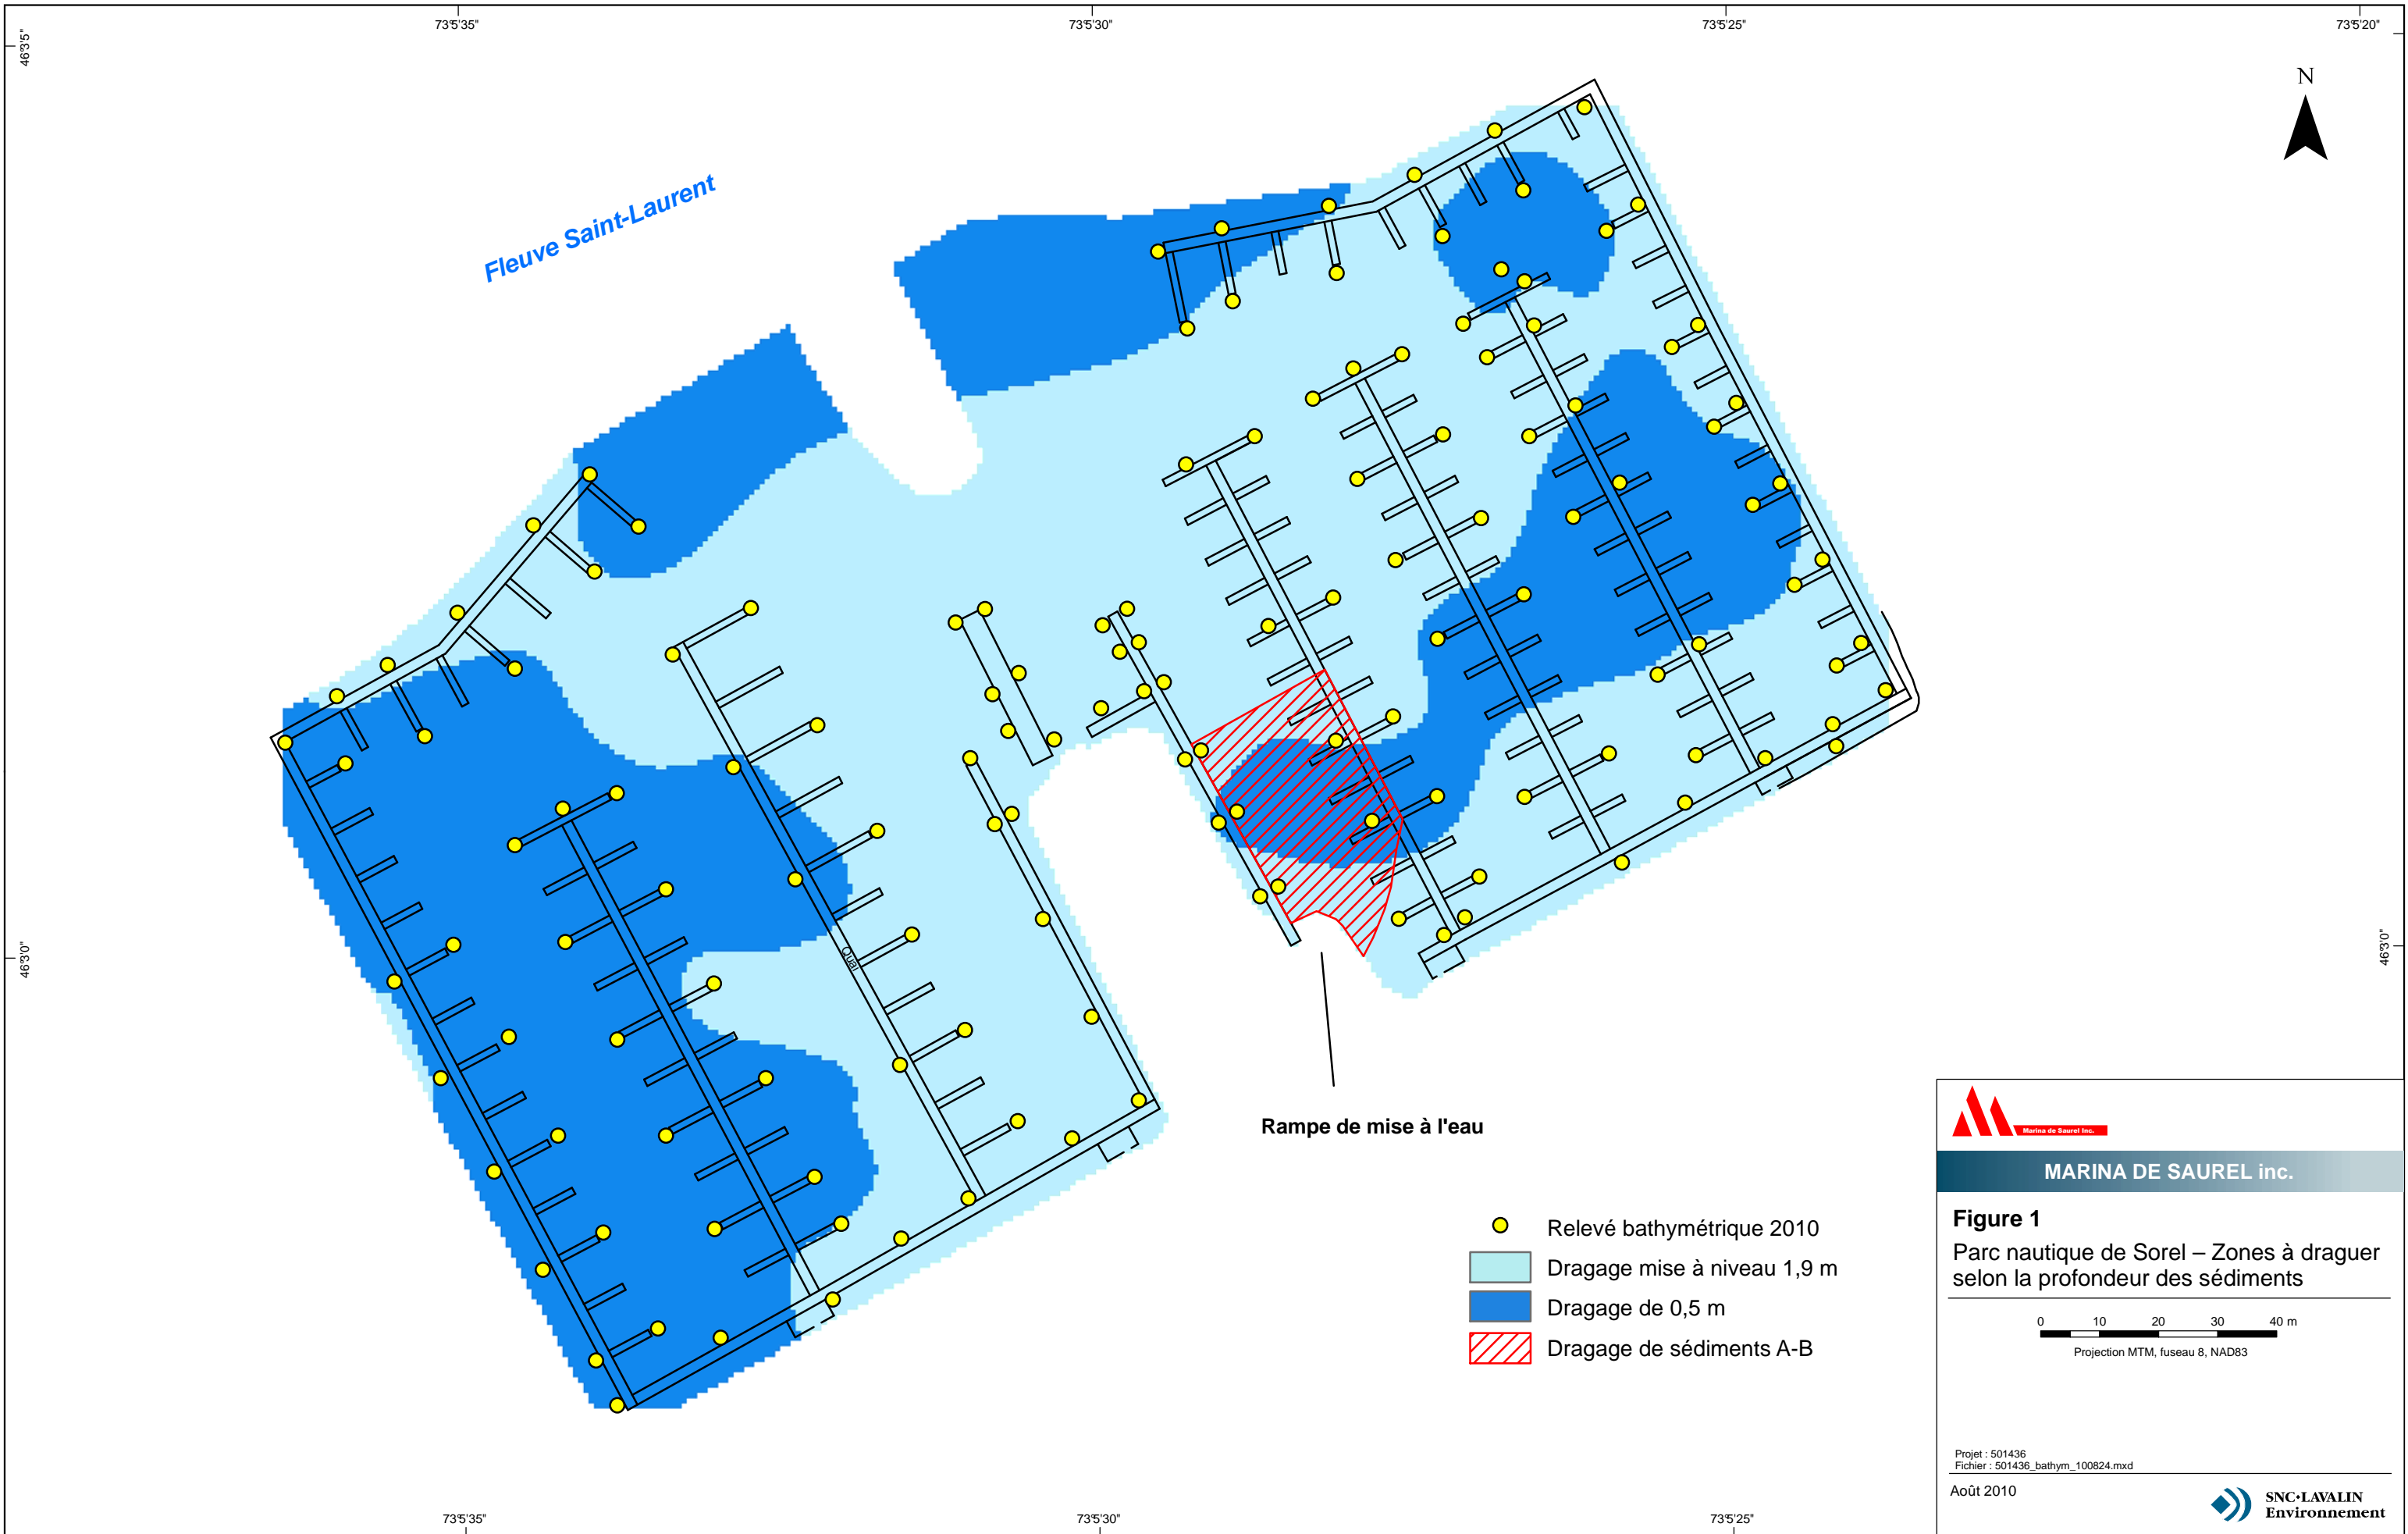 73°5'35"
73°5'30"
73°5'25"
73°5'20"
46°3'5"
N
Fleuve Saint-Laurent
Quai
46°3'0"
46°3'0"
Rampe de mise à l'eau
Relevé bathymétrique 2010
Dragage mise à niveau 1,9 m
Dragage de 0,5 m
Dragage de sédiments A-B
Marina de Saurel Inc.
MARINA DE SAUREL inc.
Figure 1
Parc nautique de Sorel – Zones à draguer
selon la profondeur des sédiments
0 10 20 30 40 m
Projection MTM, fuseau 8, NAD83
Projet : 501436
Fichier : 501436_bathym_100824.mxd
Août 2010
SNC•LAVALIN
Environnement
73°5'35"
73°5'30"
73°5'25"